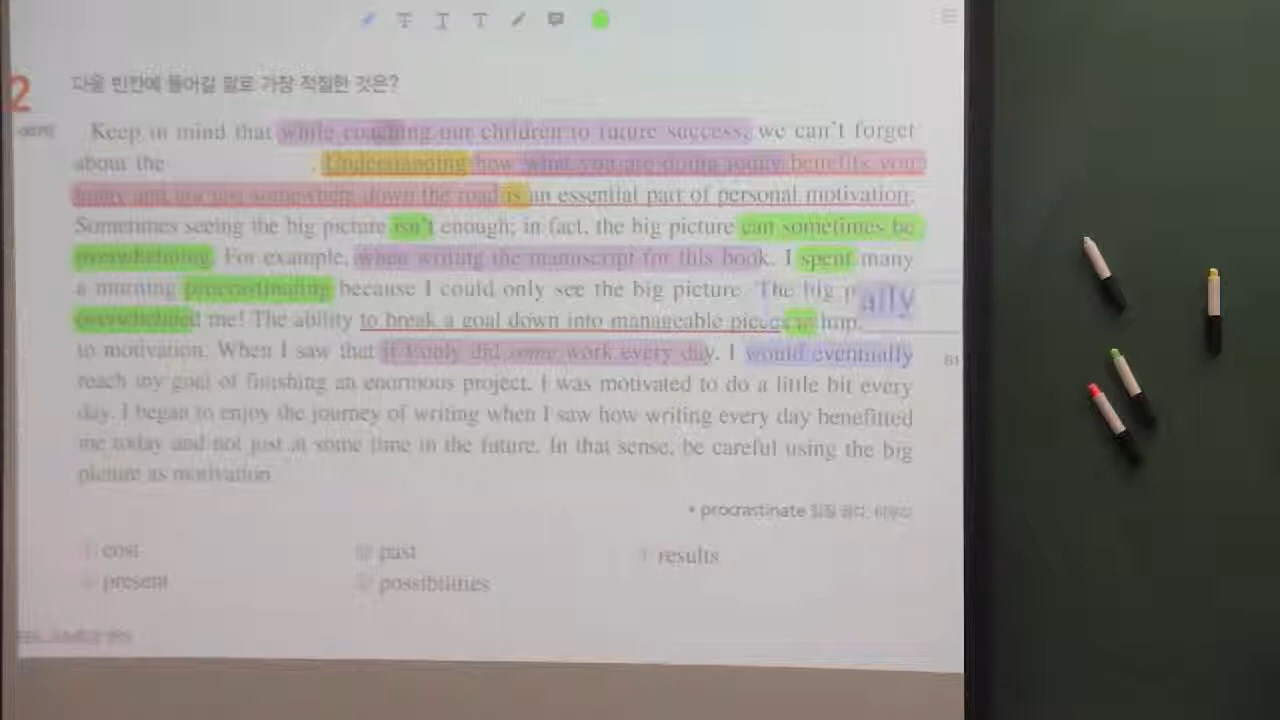 2
다음 빈칸에 들어갈 말로 가장 적절한 것은?
Keep in mind that while coaching our children to future success, we can't forget
about the . Understanding how what you are doing today benefits you
today and not just somewhere down the road is an essential part of personal motivation.
Sometimes seeing the big picture isn't enough; in fact, the big picture can sometimes be
overwhelming. For example, when writing the manuscript for this book, I spent many
a morning procrastinating because I could only see the big picture. The big p
ally
overwhelmed me! The ability to break a goal down into manageable pieces is
to motivation. When I saw that if I only did some work every day, I would eventually
reach my goal of finishing an enormous project, I was motivated to do a little bit every
day. I began to enjoy the journey of writing when I saw how writing every day benefitted
me today and not just at some time in the future. In that sense, be careful using the big
picture as motivation
* procrastinate
cost past results
present possibilities